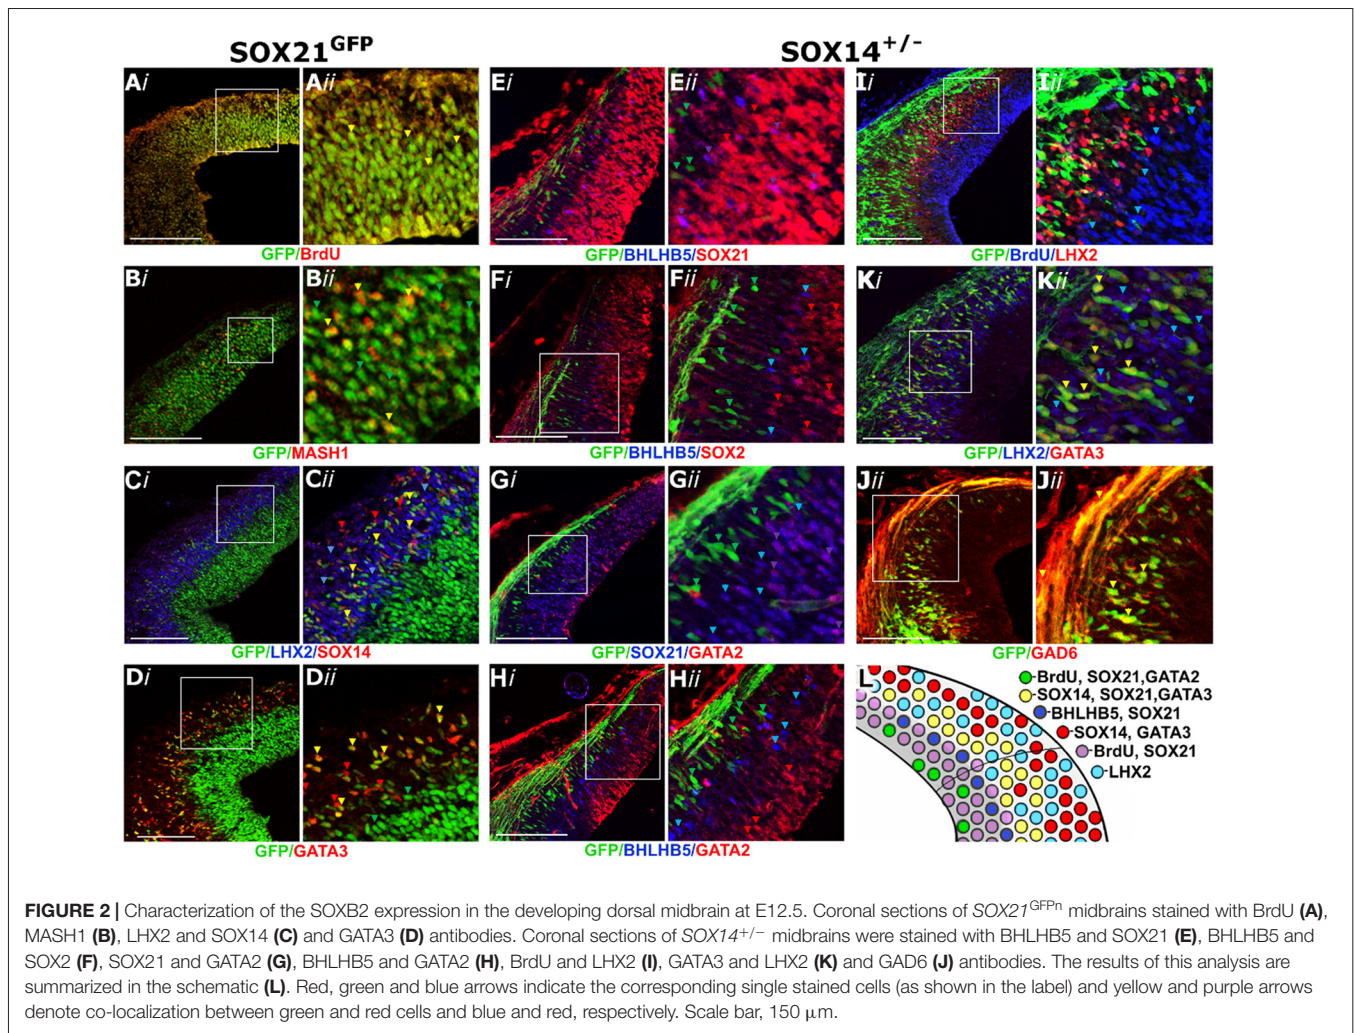 SOX21GFP
SOX14+/-
Ai
Aii
GFP/BrdU
Bi
Bii
GFP/MASH1
Ci
Cii
GFP/LHX2/SOX14
Di
Dii
GFP/GATA3
Ei
Eii
GFP/BHLHB5/SOX21
Fi
Fii
GFP/BHLHB5/SOX2
Gi
Gii
GFP/SOX21/GATA2
Hi
Hii
GFP/BHLHB5/GATA2
Ii
Iii
GFP/BrdU/LHX2
Ki
Kii
GFP/LHX2/GATA3
Jii
Jii
GFP/GAD6
L
BrdU, SOX21,GATA2
SOX14, SOX21,GATA3
BHLHB5, SOX21
SOX14, GATA3
BrdU, SOX21
LHX2
FIGURE 2 | Characterization of the SOXB2 expression in the developing dorsal midbrain at E12.5. Coronal sections of SOX21GFPn midbrains stained with BrdU (A),
MASH1 (B), LHX2 and SOX14 (C) and GATA3 (D) antibodies. Coronal sections of SOX14+/− midbrains were stained with BHLHB5 and SOX21 (E), BHLHB5 and
SOX2 (F), SOX21 and GATA2 (G), BHLHB5 and GATA2 (H), BrdU and LHX2 (I), GATA3 and LHX2 (K) and GAD6 (J) antibodies. The results of this analysis are
summarized in the schematic (L). Red, green and blue arrows indicate the corresponding single stained cells (as shown in the label) and yellow and purple arrows
denote co-localization between green and red cells and blue and red, respectively. Scale bar, 150 μm.